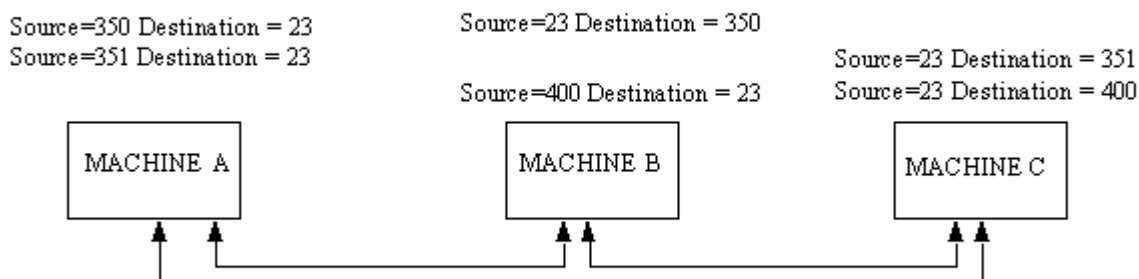 Source=350 Destination = 23
Source=351 Destination = 23
Source=23 Destination = 350
Source=400 Destination = 23
Source=23 Destination = 351
Source=23 Destination = 400
MACHINE A
MACHINE B
MACHINE C